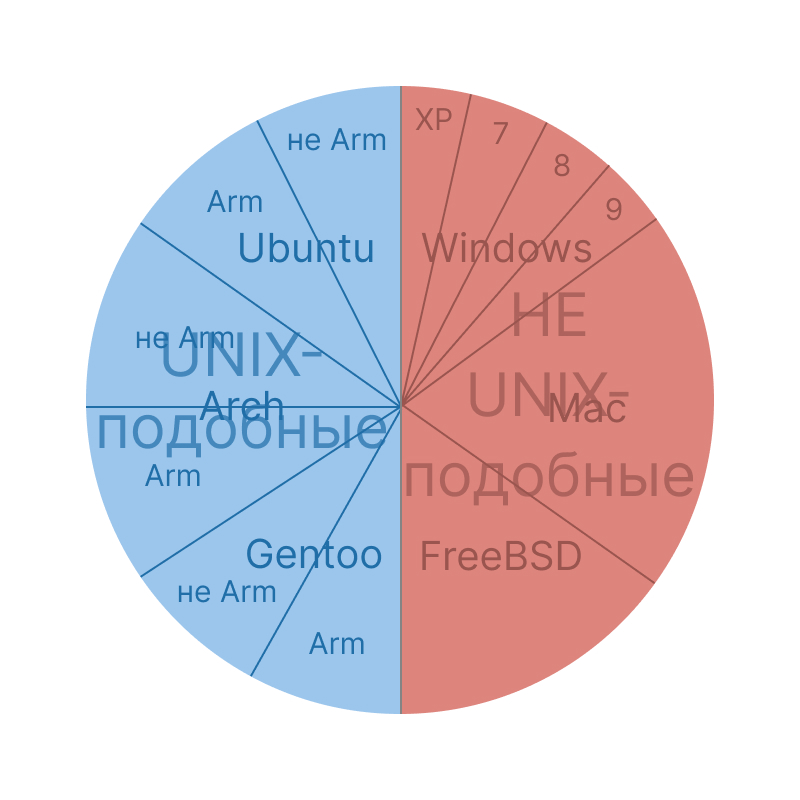 не Arm
XP
7
8
9
Arm
Ubuntu
Windows
не Arm
UNIX-
подобные
НЕ
UNIX-
подобные
Arch
Mac
Arm
Gentoo
FreeBSD
не Arm
Arm